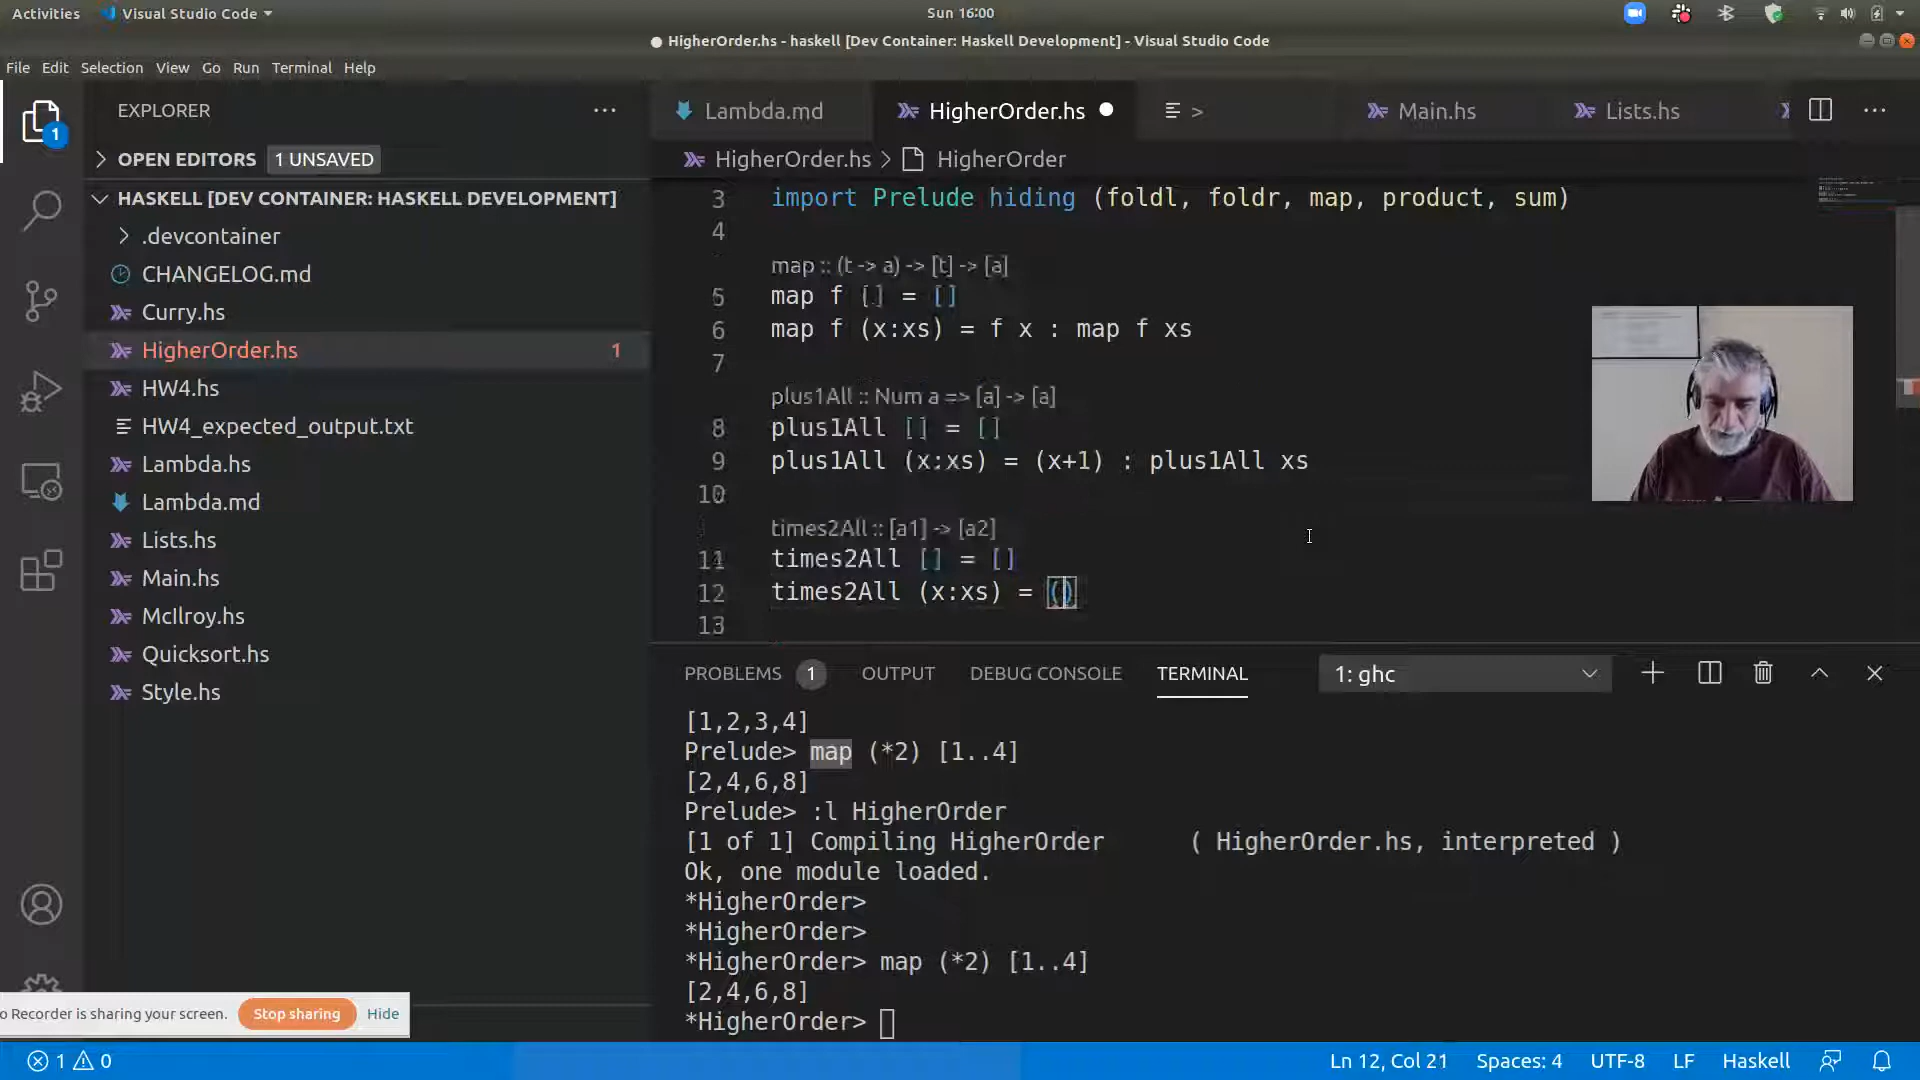 Activities Visual Studio Code Sun 16:00
● HigherOrder.hs - haskell [Dev Container: Haskell Development] - Visual Studio Code
File Edit Selection View Go Run Terminal Help
EXPLORER ···
1
OPEN EDITORS 1 UNSAVED
HASKELL [DEV CONTAINER: HASKELL DEVELOPMENT]
.devcontainer
CHANGELOG.md
Curry.hs
HigherOrder.hs 1
HW4.hs
HW4_expected_output.txt
Lambda.hs
Lambda.md
Lists.hs
Main.hs
McIlroy.hs
Quicksort.hs
Style.hs
Lambda.md HigherOrder.hs ● > Main.hs Lists.hs ···
HigherOrder.hs > HigherOrder
3 import Prelude hiding (foldl, foldr, map, product, sum)
4
map :: (t -> a) -> [t] -> [a]
5 map f [] = []
6 map f (x:xs) = f x : map f xs
7
plus1All :: Num a => [a] -> [a]
8 plus1All [] = []
9 plus1All (x:xs) = (x+1) : plus1All xs
10
times2All :: [a1] -> [a2]
11 times2All [] = []
12 times2All (x:xs) = ()
13
PROBLEMS 1 OUTPUT DEBUG CONSOLE TERMINAL 1: ghc
[1,2,3,4]
Prelude> map (*2) [1..4]
[2,4,6,8]
Prelude> :l HigherOrder
[1 of 1] Compiling HigherOrder ( HigherOrder.hs, interpreted )
Ok, one module loaded.
*HigherOrder>
*HigherOrder>
*HigherOrder> map (*2) [1..4]
[2,4,6,8]
*HigherOrder>
o Recorder is sharing your screen. Stop sharing Hide
1 0 Ln 12, Col 21 Spaces: 4 UTF-8 LF Haskell